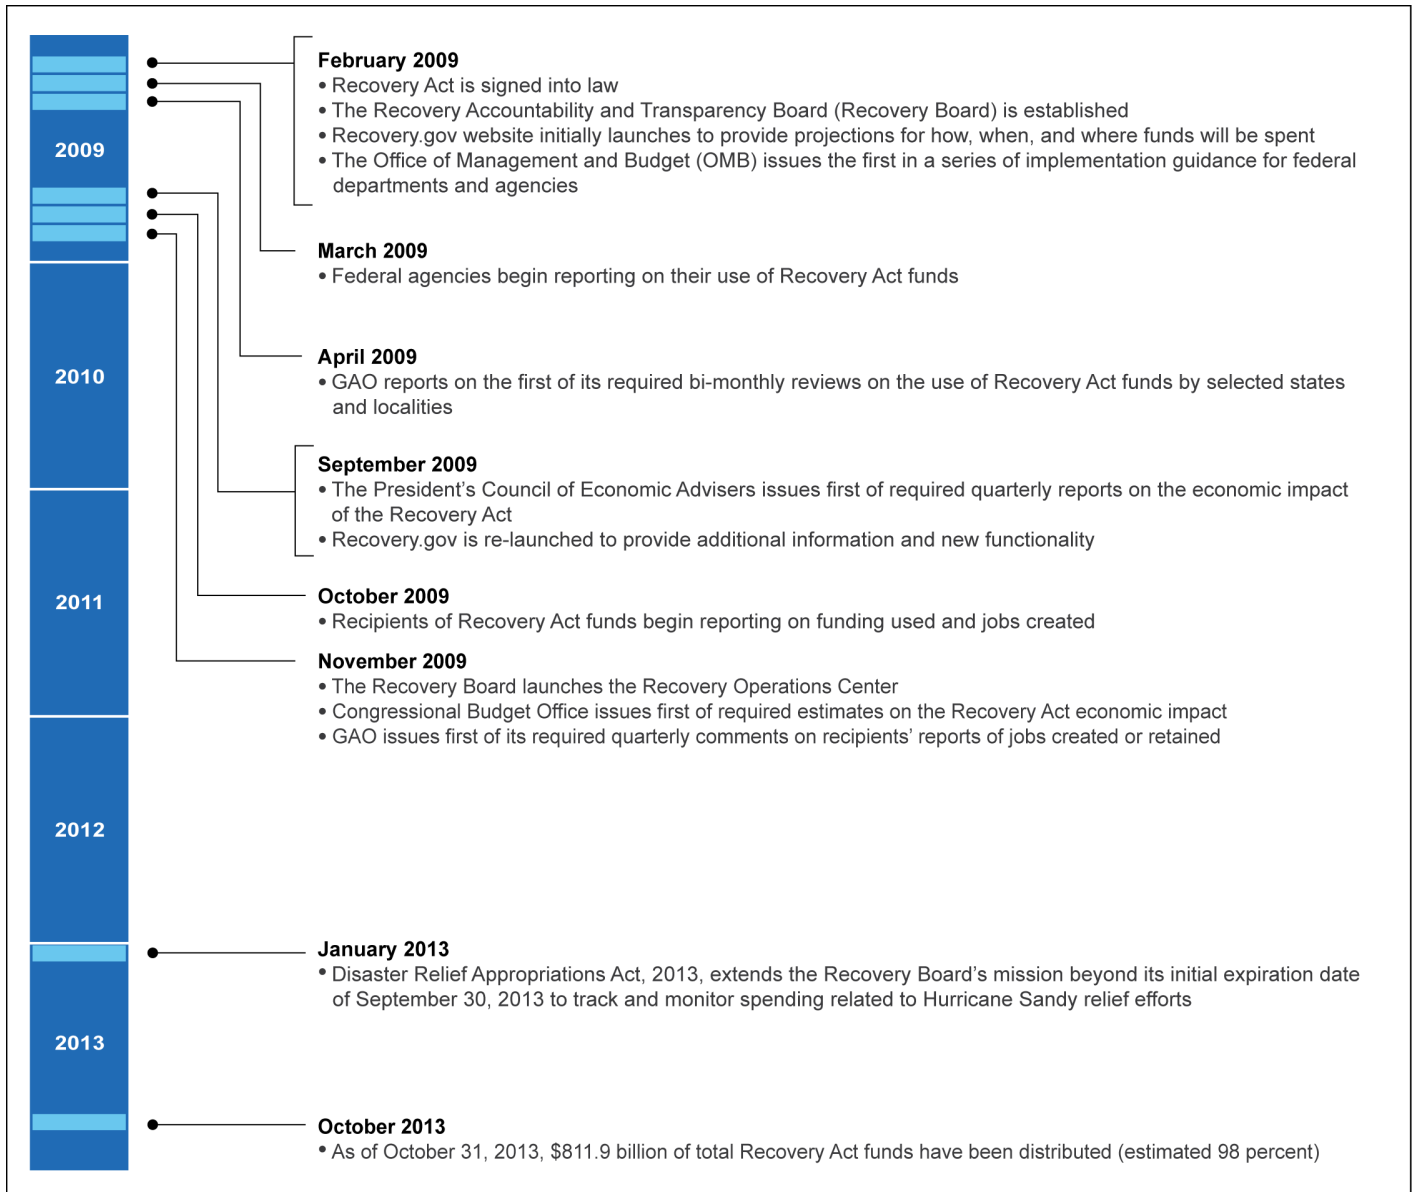 February 2009
• Recovery Act is signed into law
• The Recovery Accountability and Transparency Board (Recovery Board) is established
• Recovery.gov website initially launches to provide projections for how, when, and where funds will be spent
• The Office of Management and Budget (OMB) issues the first in a series of implementation guidance for federal
departments and agencies
2009
March 2009
• Federal agencies begin reporting on their use of Recovery Act funds
April 2009
• GAO reports on the first of its required bi-monthly reviews on the use of Recovery Act funds by selected states
and localities
2010
September 2009
• The President’s Council of Economic Advisers issues first of required quarterly reports on the economic impact
of the Recovery Act
• Recovery.gov is re-launched to provide additional information and new functionality
October 2009
• Recipients of Recovery Act funds begin reporting on funding used and jobs created
2011
November 2009
• The Recovery Board launches the Recovery Operations Center
• Congressional Budget Office issues first of required estimates on the Recovery Act economic impact
• GAO issues first of its required quarterly comments on recipients’ reports of jobs created or retained
2012
January 2013
• Disaster Relief Appropriations Act, 2013, extends the Recovery Board’s mission beyond its initial expiration date
of September 30, 2013 to track and monitor spending related to Hurricane Sandy relief efforts
2013
October 2013
• As of October 31, 2013, $811.9 billion of total Recovery Act funds have been distributed (estimated 98 percent)